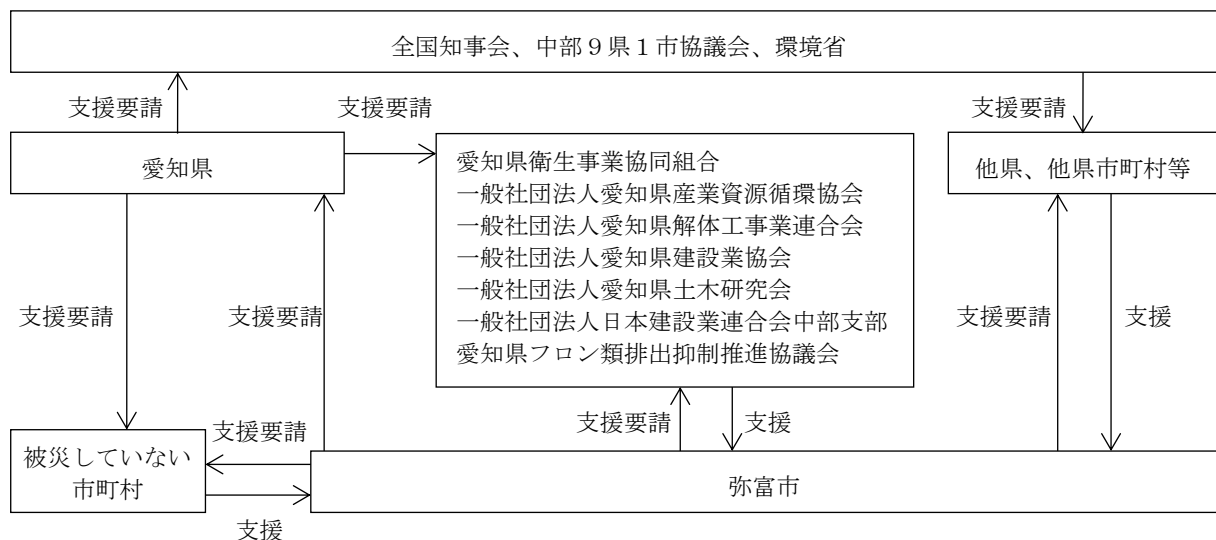 全国知事会、中部９県１市協議会、環境省
支援要請
支援要請
支援要請
愛知県
愛知県衛生事業協同組合
一般社団法人愛知県産業資源循環協会
一般社団法人愛知県解体工事業連合会
一般社団法人愛知県建設業協会
一般社団法人愛知県土木研究会
一般社団法人日本建設業連合会中部支部
愛知県フロン類排出抑制推進協議会
他県、他県市町村等
支援要請
支援要請
支援要請
支援
支援要請
支援
支援要請
被災していない
市町村
弥富市
支援